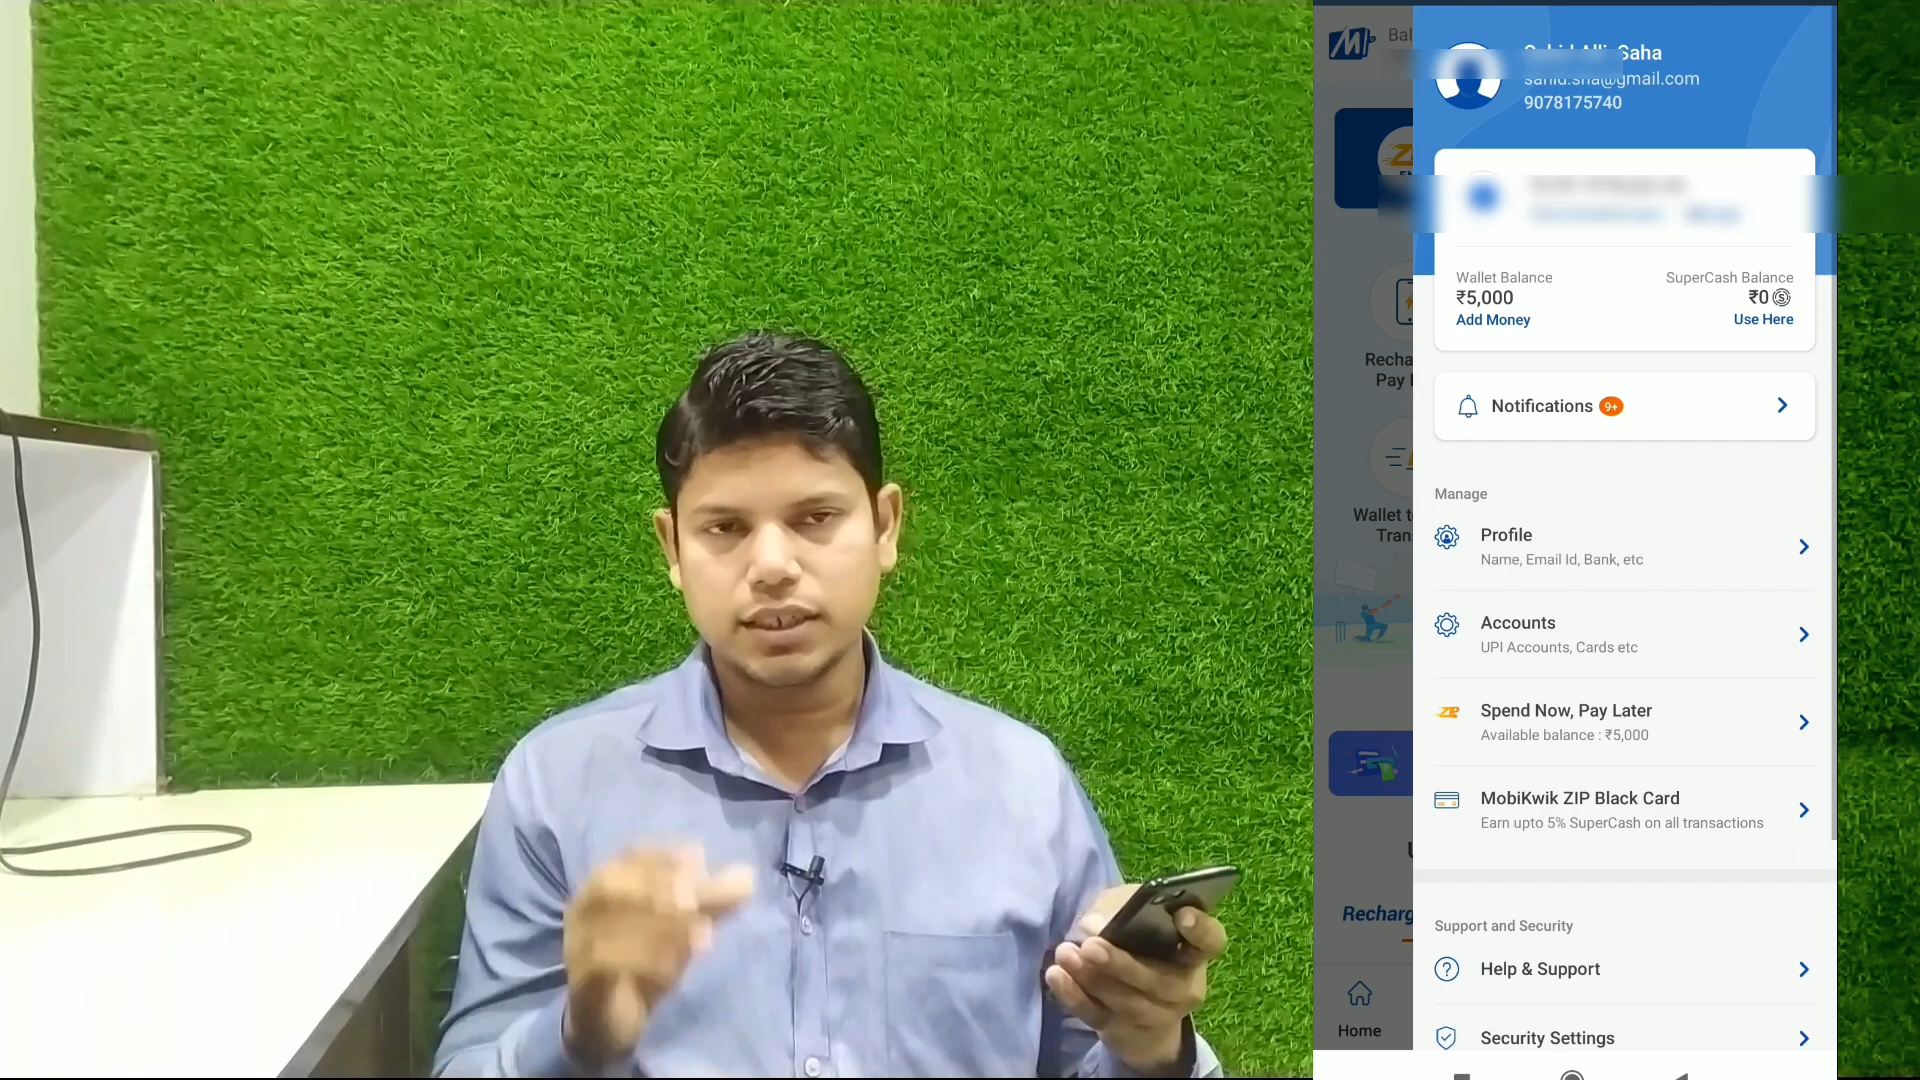 Bal
Saha
@gmail.com
9078175740
Wallet Balance
SuperCash Balance
₹5,000
₹0
Add Money
Use Here
Notifications 9+
Recha
Pay
Manage
Profile
Name, Email Id, Bank, etc
Wallet t
Tran
Accounts
UPI Accounts, Cards etc
Spend Now, Pay Later
Available balance : ₹5,000
MobiKwik ZIP Black Card
Earn upto 5% SuperCash on all transactions
Recharg
Support and Security
Help & Support
Home
Security Settings